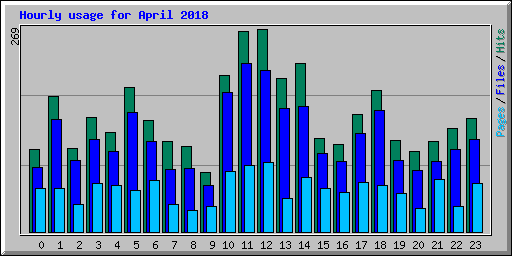 Hourly usage for April 2018
269
Pages/Files/Hits
0 1 2 3 4 5 6 7 8 9 10 11 12 13 14 15 16 17 18 19 20 21 22 23